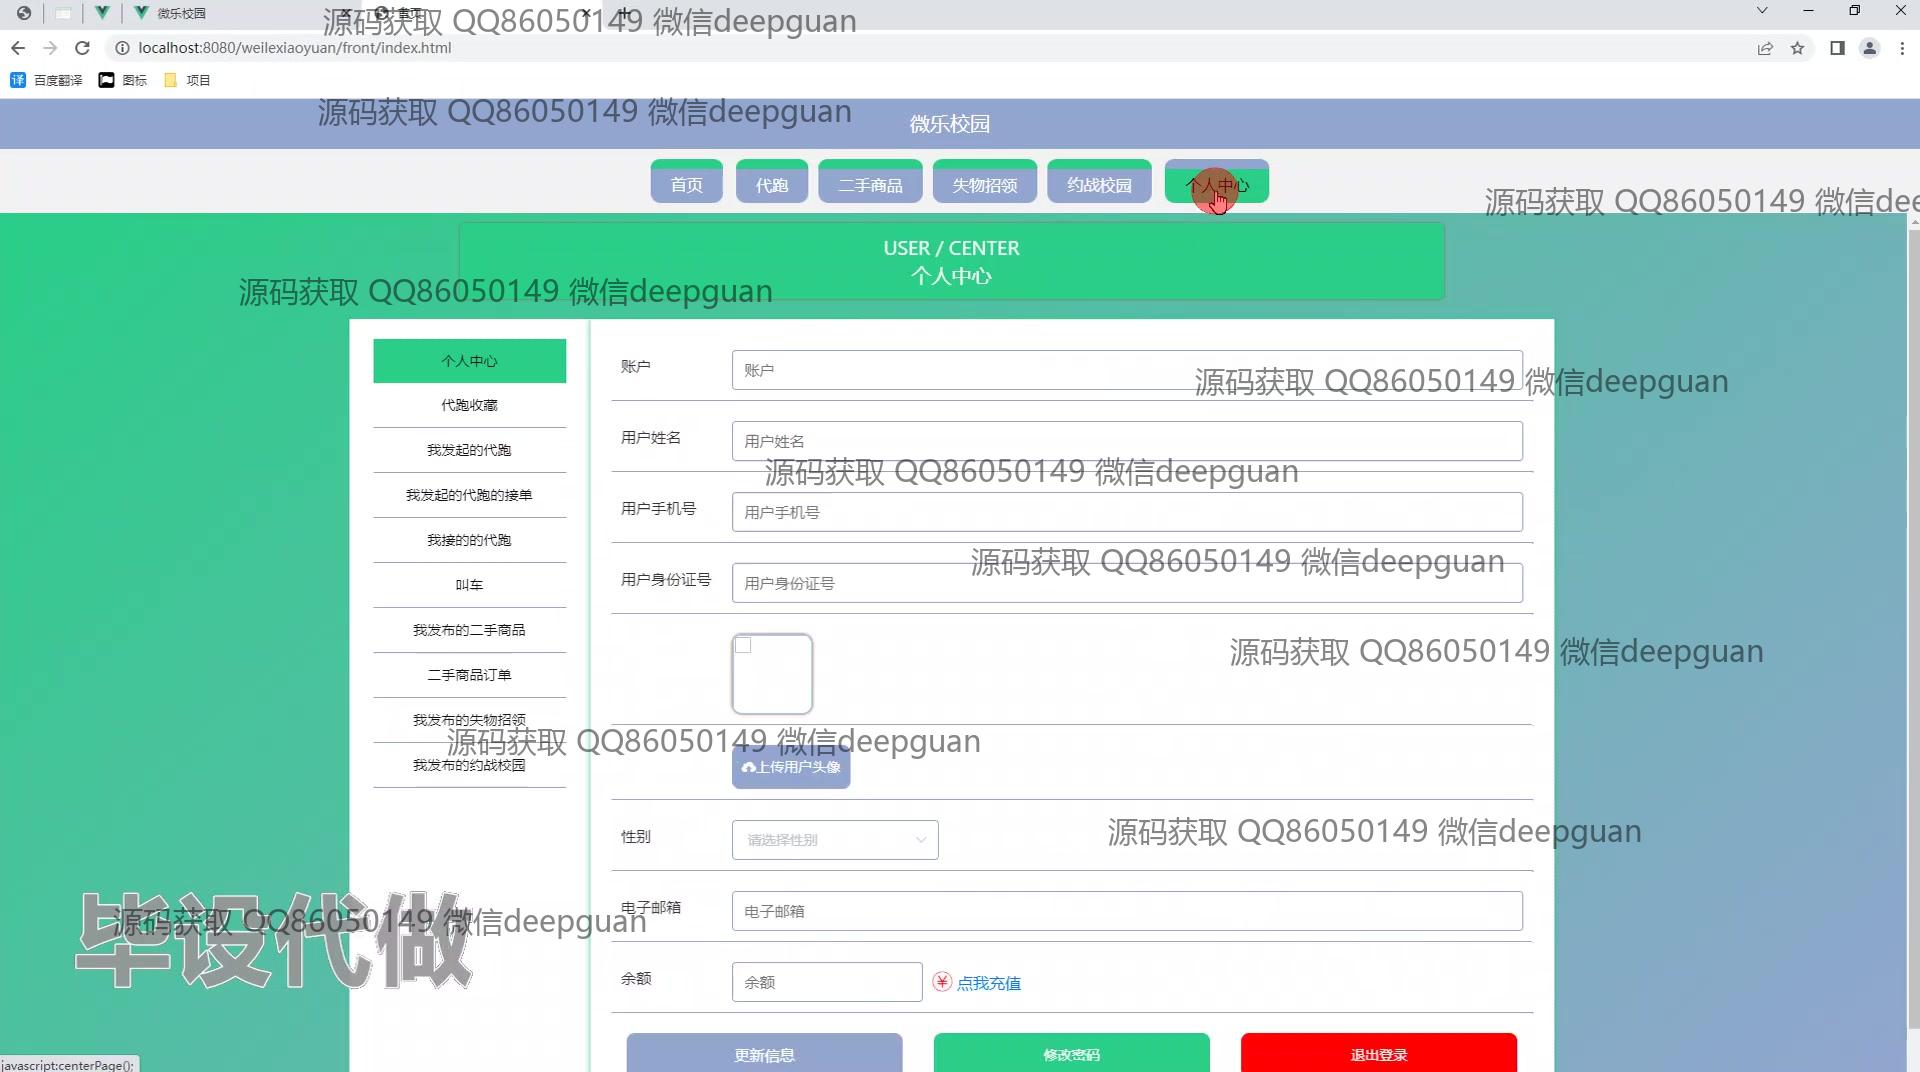 微乐校园
首页
源码获取 QQ86050149 微信deepguan
localhost:8080/weilexiaoyuan/front/index.html
译 百度翻译 图标 项目
源码获取 QQ86050149 微信deepguan
微乐校园
首页 代跑 二手商品 失物招领 约战校园 个人中心
源码获取 QQ86050149 微信dee
USER / CENTER
个人中心
源码获取 QQ86050149 微信deepguan
个人中心
代跑收藏
我发起的代跑
我发起的代跑的接单
我接的的代跑
叫车
我发布的二手商品
二手商品订单
我发布的失物招领
我发布的约战校园
账户 账户
源码获取 QQ86050149 微信deepguan
用户姓名 用户姓名
源码获取 QQ86050149 微信deepguan
用户手机号 用户手机号
源码获取 QQ86050149 微信deepguan
用户身份证号 用户身份证号
源码获取 QQ86050149 微信deepguan
源码获取 QQ86050149 微信deepguan
上传用户头像
性别 请选择性别
源码获取 QQ86050149 微信deepguan
电子邮箱 电子邮箱
源码获取 QQ86050149 微信deepguan
毕设代做
余额 余额 ¥ 点我充值
更新信息 修改密码 退出登录
javascript:centerPage();